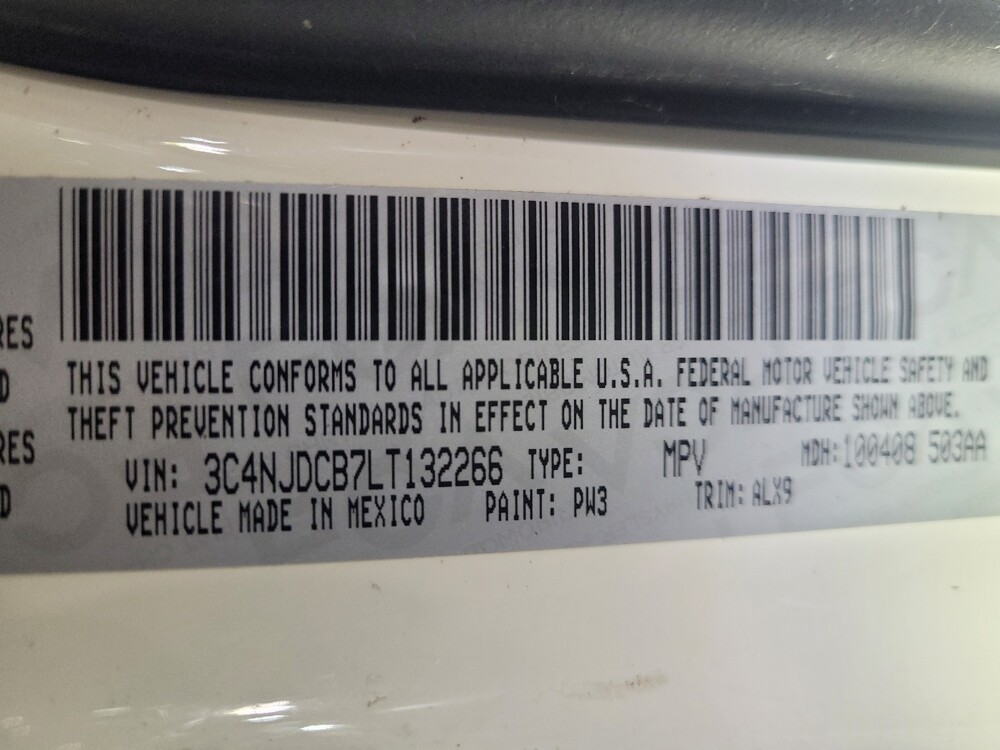 RES
D
THIS VEHICLE CONFORMS TO ALL APPLICABLE U.S.A. FEDERAL MOTOR VEHICLE SAFETY AND
THEFT PREVENTION STANDARDS IN EFFECT ON THE DATE OF MANUFACTURE SHOWN ABOVE.
RES
VIN: 3C4NJDCB7LT132266 TYPE: MPV MDH: 100408 503AA
D
VEHICLE MADE IN MEXICO PAINT: PW3 TRIM: ALX9